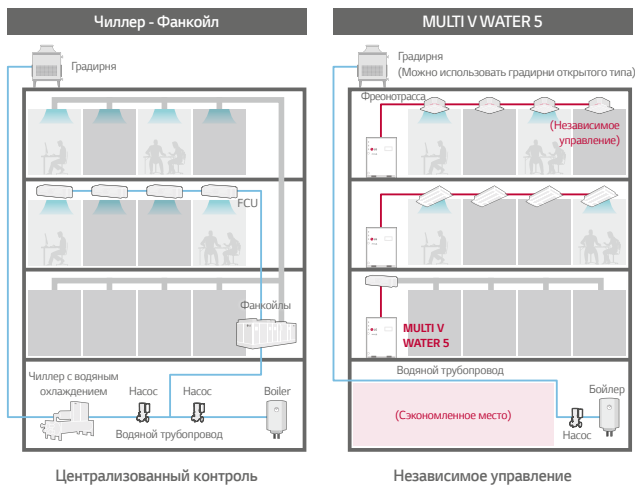 Чиллер - Фанкойл
Градирня
FCU
Фанкойлы
Чиллер с водяным
охлаждением
Насос
Насос
Boiler
Водяной трубопровод
Централизованный контроль
MULTI V WATER 5
Градирня
(Можно использовать градирни открытого типа)
Фреонотрасса
(Независимое
управление)
MULTI V
WATER 5
Водяной трубопровод
Бойлер
(Сэкономленное место)
Насос
Независимое управление